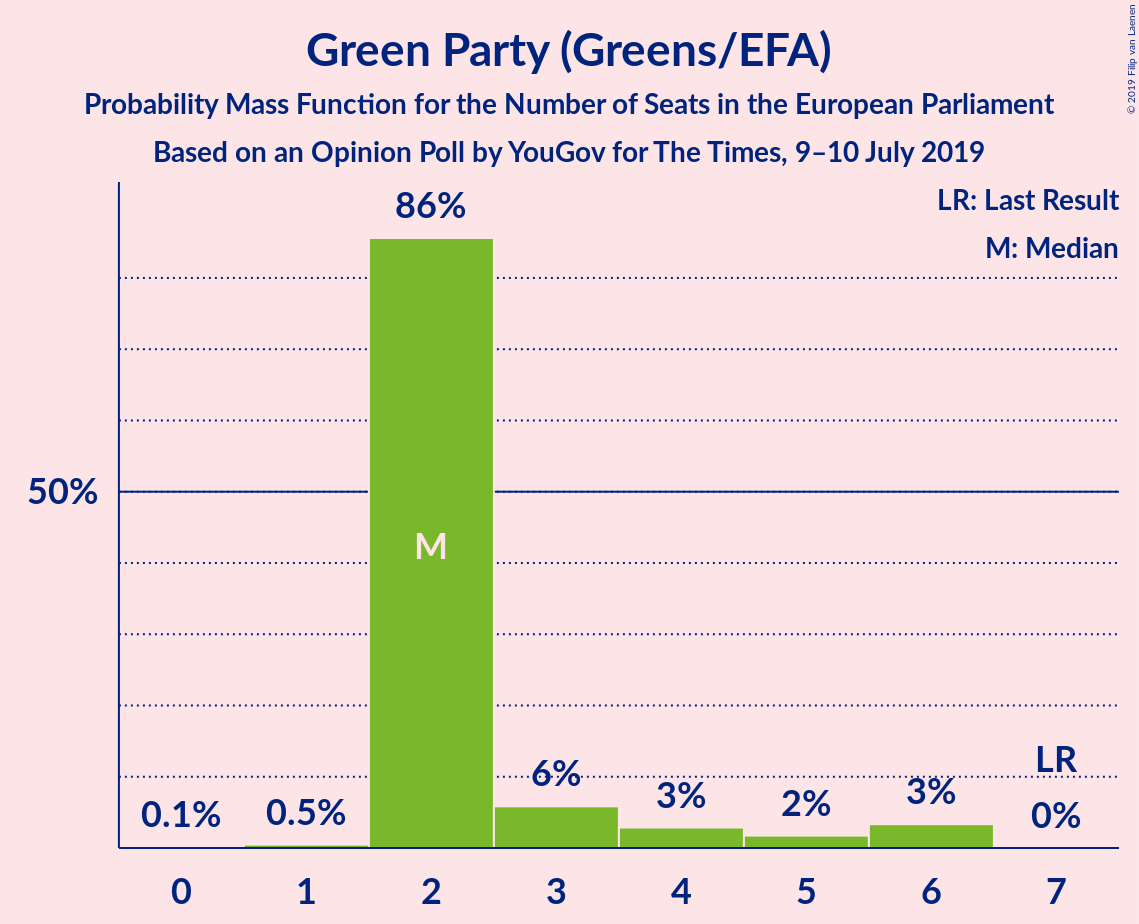 Green Party (Greens/EFA)
Probability Mass Function for the Number of Seats in the European Parliament
Based on an Opinion Poll by YouGov for The Times, 9–10 July 2019
© 2019 Filip van Laenen
LR: Last Result
M: Median
86%
50%
M
0.1%
0.5%
6%
3%
2%
3%
LR
0%
0 1 2 3 4 5 6 7